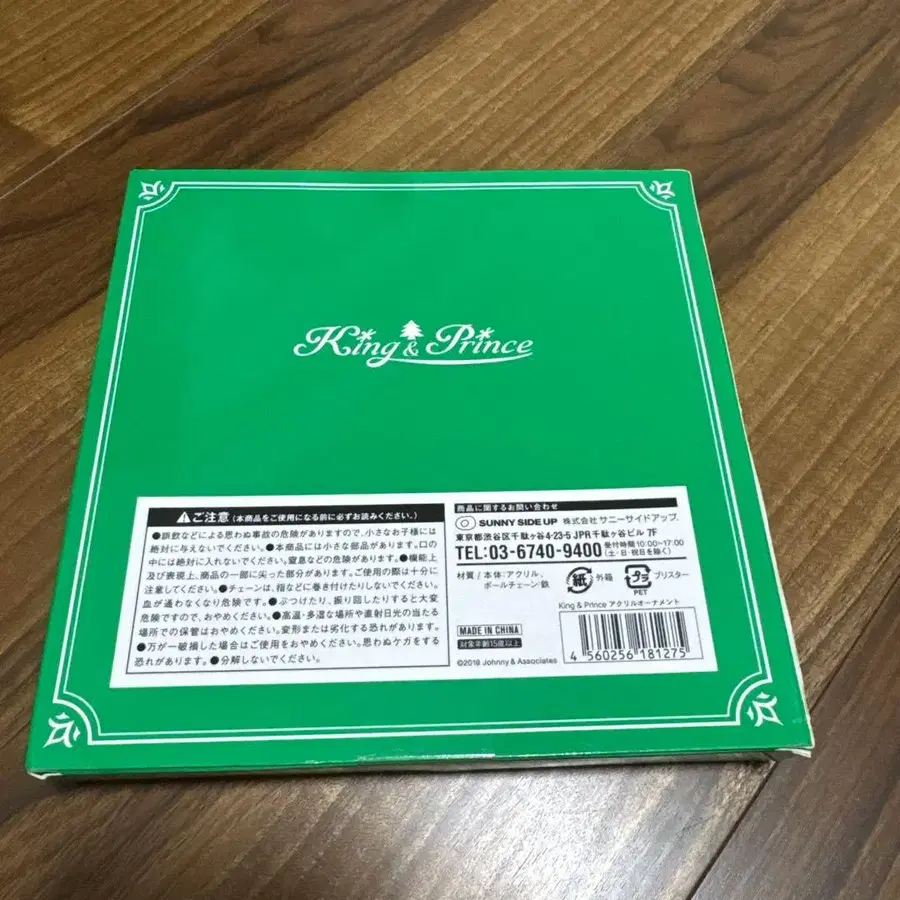 King & Prince
⚠ご注意(本商品をご使用になる前に必ずお読みください。)
●誤飲などによる思わぬ事故の危険がありますので、小さなお子様には
絶対に与えないでください。●本商品には小さな部品があります。口の
中には絶対に入れないでください。窒息などの危険があります。●機能上
及び表現上、商品の一部に尖った部分があります。ご使用の際は十分に
注意してください。●チェーンは、指などに巻き付けたりしないでください。
血が通わなくなり危険です。●ぶつけたり、振り回したりすると大変
危険ですので、おやめください。●高温・多湿な場所や直射日光の当たる
場所での保管はおやめください。変形または劣化する恐れがあります。
●万が一破損した場合はご使用をおやめください。思わぬケガをする
恐れがあります。●分解しないでください。
商品に関するお問い合わせ
SUNNY SIDE UP 株式会社サニーサイドアップ
東京都渋谷区千駄ヶ谷4-23-5 JPR千駄ヶ谷ビル 7F
TEL:03-6740-9400 受付時間 10:00~17:00
(土・日・祝日を除く)
材質/本体:アクリル、
ボールチェーン:鉄
紙 外箱
プラ ブリスター
PET
King & Prince アクリルオーナメント
MADE IN CHINA
対象年齢15歳以上
©2018 Johnny & Associates
4 560256 181275